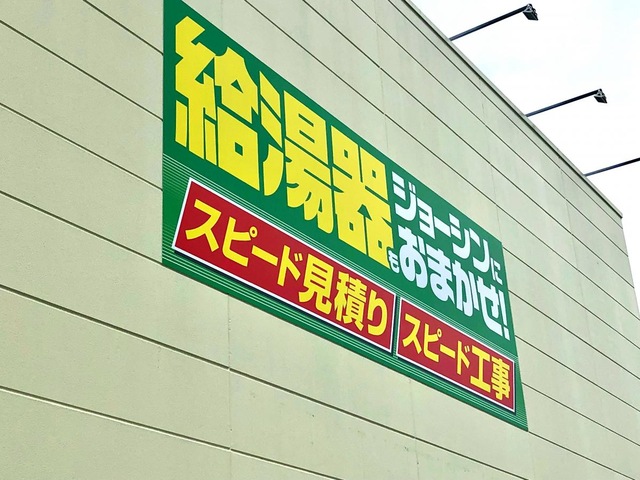 給湯器も
ジョーシンに
おまかせ!
スピード見積り
スピード工事